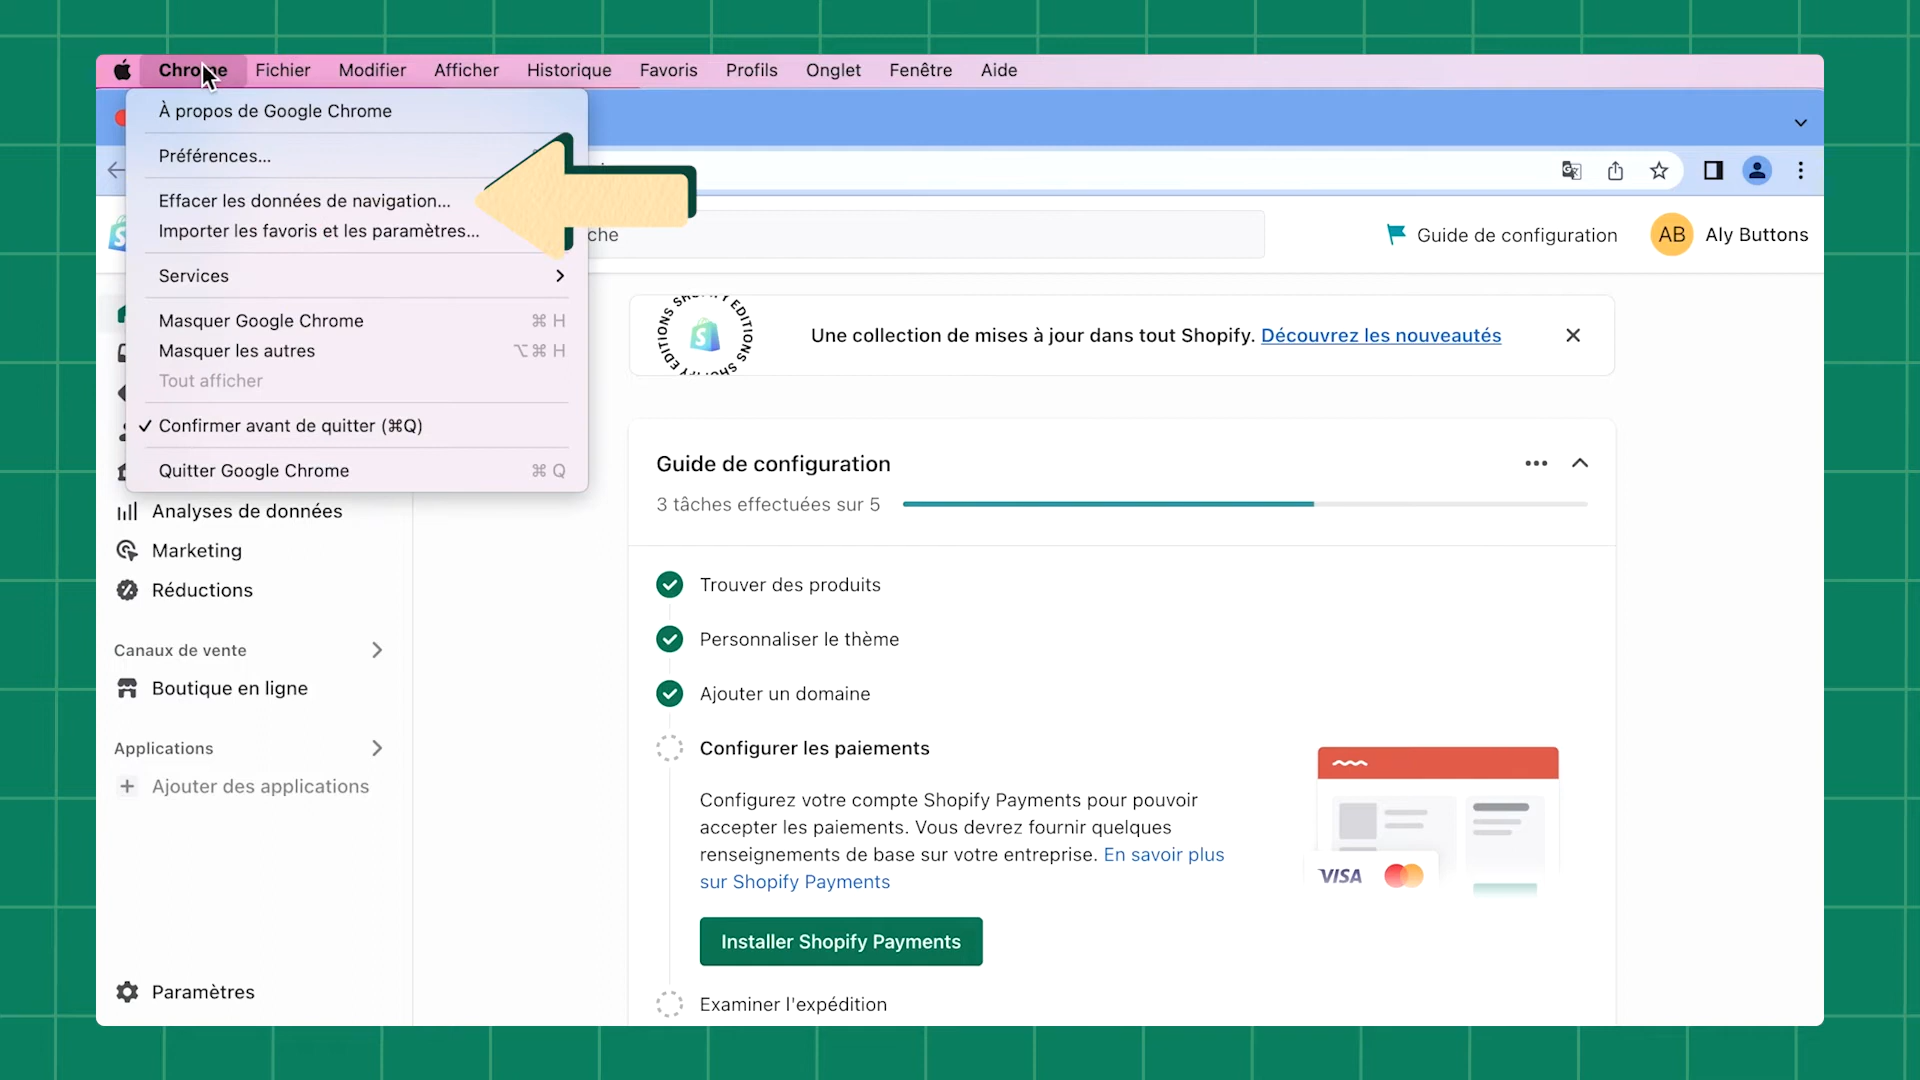 Chrome Fichier Modifier Afficher Historique Favoris Profils Onglet Fenêtre Aide
À propos de Google Chrome
Préférences...
Effacer les données de navigation...
Importer les favoris et les paramètres...
Services
Masquer Google Chrome ⌘ H
Masquer les autres ⌥⌘ H
Tout afficher
✓ Confirmer avant de quitter (⌘Q)
Quitter Google Chrome ⌘ Q
che
Guide de configuration
AB
Aly Buttons
Analyses de données
Marketing
Réductions
Canaux de vente
Boutique en ligne
Applications
+ Ajouter des applications
Paramètres
SHOPIFY EDITIONS
Une collection de mises à jour dans tout Shopify. Découvrez les nouveautés
Guide de configuration
3 tâches effectuées sur 5
Trouver des produits
Personnaliser le thème
Ajouter un domaine
Configurer les paiements
Configurez votre compte Shopify Payments pour pouvoir
accepter les paiements. Vous devrez fournir quelques
renseignements de base sur votre entreprise. En savoir plus
sur Shopify Payments
Installer Shopify Payments
VISA
Examiner l'expédition